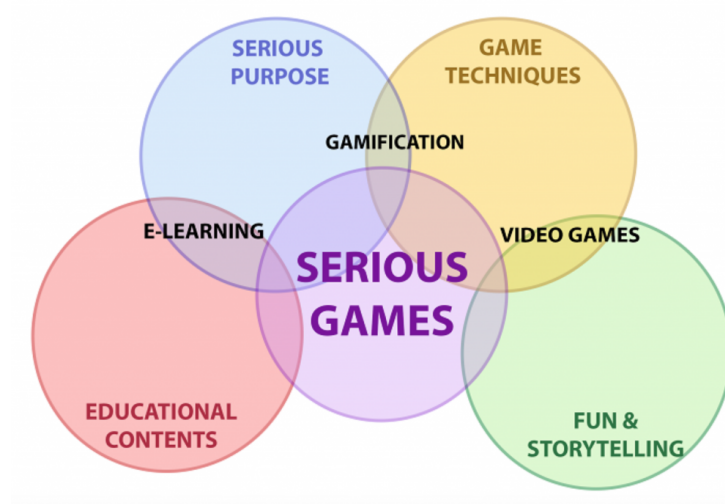 SERIOUS
PURPOSE
GAME
TECHNIQUES
GAMIFICATION
E-LEARNING
VIDEO GAMES
SERIOUS
GAMES
EDUCATIONAL
CONTENTS
FUN &
STORYTELLING